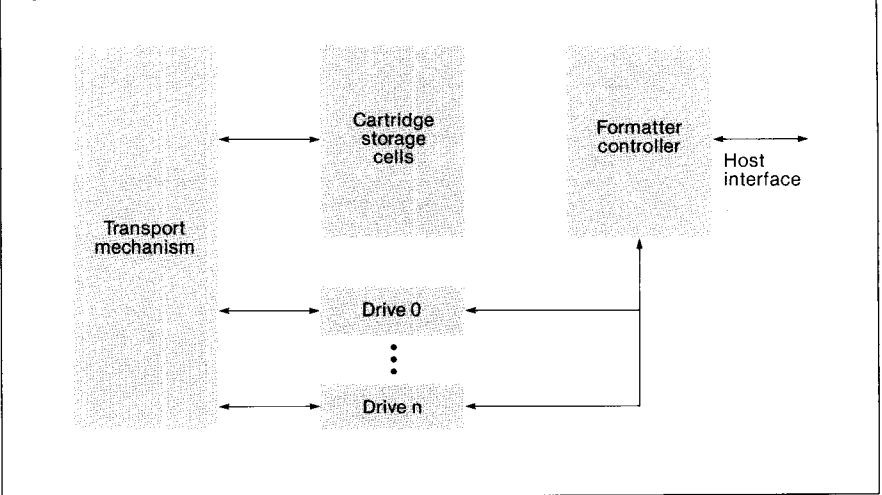 Cartridge
storage
cells
Formatter
controller
Host
interface
Transport
mechanism
Drive 0
Drive n